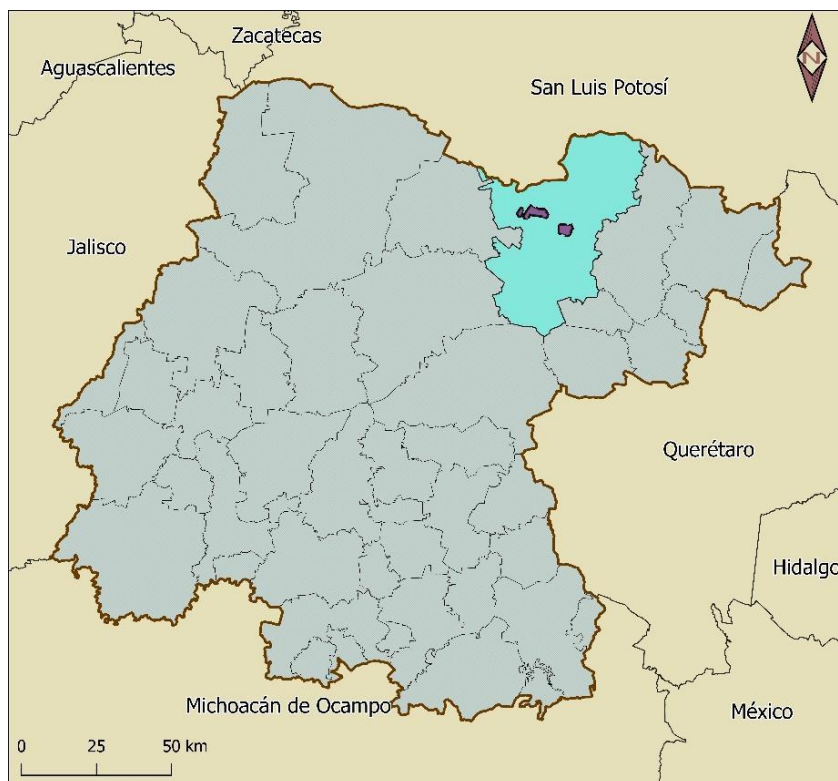 Zacatecas
Aguascalientes
San Luis Potosí
N
Jalisco
Querétaro
Hidalgo
Michoacán de Ocampo
México
0 25 50 km